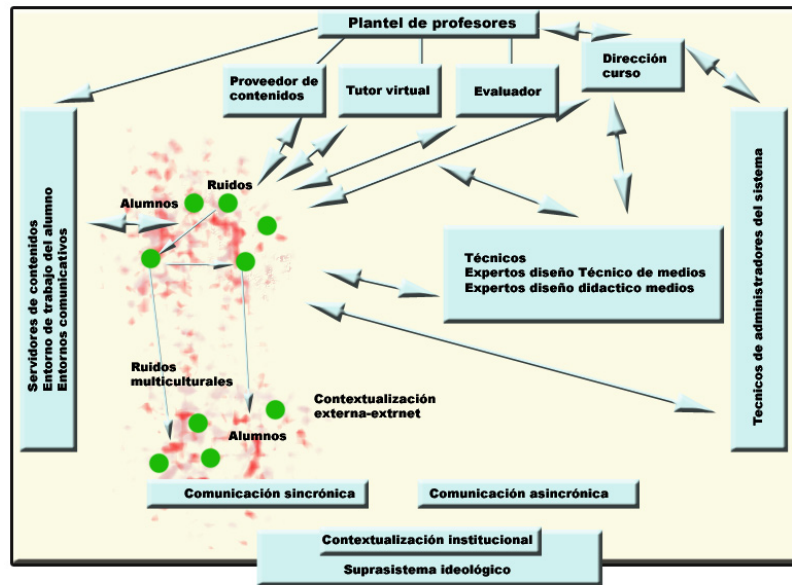 Plantel de profesores
Proveedor de
contenidos
Tutor virtual
Evaluador
Dirección
curso
Servidores de contenidos
Entorno de trabajo del alumno
Entornos comunicativos
Ruidos
Alumnos
Técnicos
Expertos diseño Técnico de medios
Expertos diseño didactico medios
Tecnicos de administradores del sistema
Ruidos
multiculturales
Contextualización
externa-extrnet
Alumnos
Comunicación sincrónica
Comunicación asincrónica
Contextualización institucional
Suprasistema ideológico